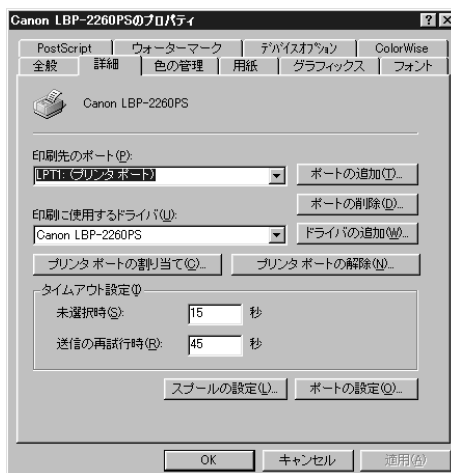 Canon LBP-2260PSのプロパティ
PostScript ウォーターマーク デバイスオプション ColorWise
全般 詳細 色の管理 用紙 グラフィックス フォント
Canon LBP-2260PS
印刷先のポート(P):
LPT1: (プリンタ ポート) ポートの追加(T)...
ポートの削除(D)...
印刷に使用するドライバ(U):
Canon LBP-2260PS ドライバの追加(W)...
プリンタ ポートの割り当て(C)... プリンタ ポートの解除(N)...
タイムアウト設定(I)
未選択時(S): 15 秒
送信の再試行時(R): 45 秒
スプールの設定(L)... ポートの設定(O)...
OK キャンセル 適用(A)